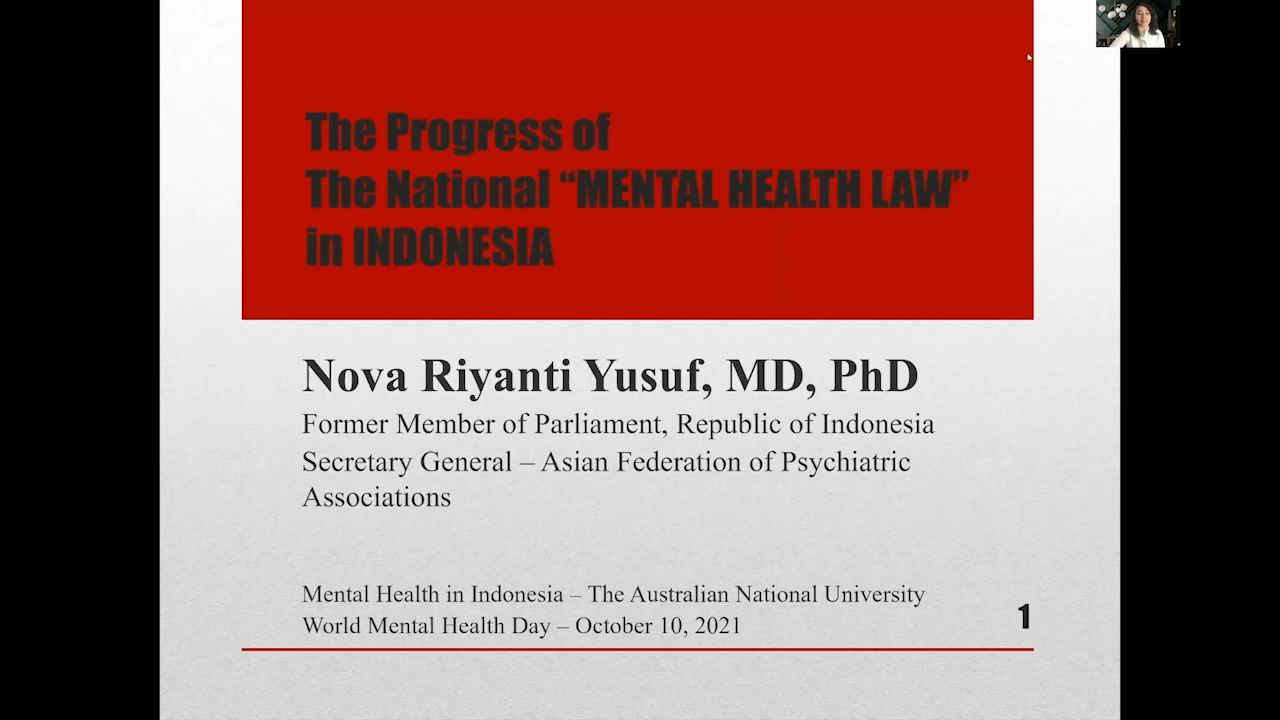 The Progress of
The National “MENTAL HEALTH LAW”
in INDONESIA
Nova Riyanti Yusuf, MD, PhD
Former Member of Parliament, Republic of Indonesia
Secretary General – Asian Federation of Psychiatric
Associations
Mental Health in Indonesia – The Australian National University
World Mental Health Day – October 10, 2021
1